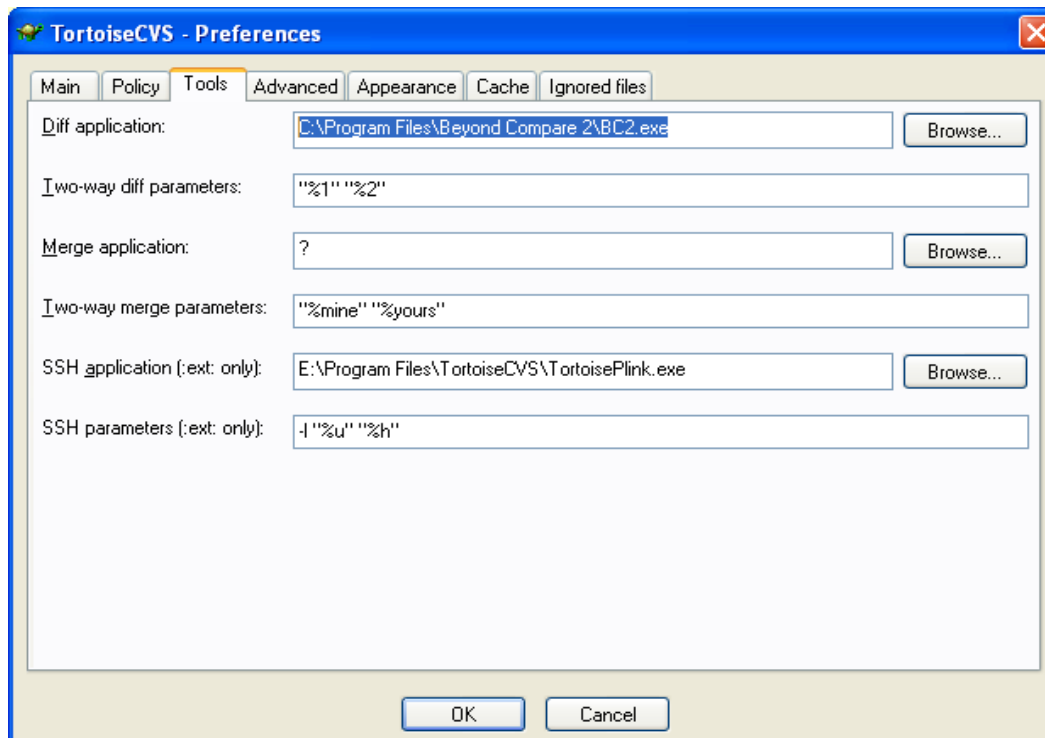 TortoiseCVS - Preferences
Main Policy Tools Advanced Appearance Cache Ignored files
Diff application: C:\Program Files\Beyond Compare 2\BC2.exe Browse...
Two-way diff parameters: "%1" "%2"
Merge application: ? Browse...
Two-way merge parameters: "%mine" "%yours"
SSH application (:ext: only): E:\Program Files\TortoiseCVS\TortoisePlink.exe Browse...
SSH parameters (:ext: only): -l "%u" "%h"
OK Cancel